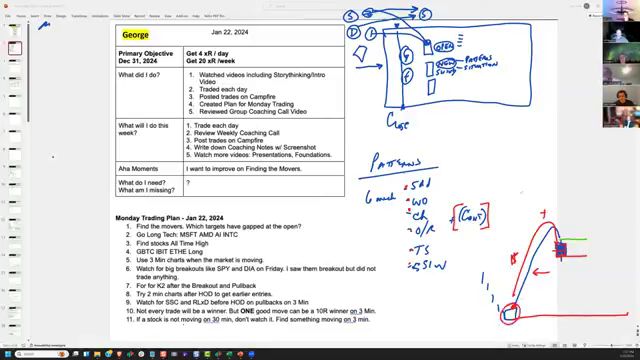 George
Jan 22, 2024
Primary Objective
Dec 31, 2024
Get 4 xR / day
Get 20 xR /week
What did I do?
1. Watched videos including Storythinking/Intro Video
2. Traded each day
3. Posted trades on Campfire
4. Created Plan for Monday Trading
5. Reviewed Group Coaching Call Video
What will I do this week?
1. Trade each day
2. Review Weekly Coaching Call
3. Post trades on Campfire
4. Write down Coaching Notes w/ Screenshot
5. Watch more videos: Presentations, Foundations.
Aha Moments
I want to improve on Finding the Movers.
What do I need?
What am I missing?
?
Monday Trading Plan - Jan 22, 2024
1. Find the movers. Which targets have gapped at the open?
2. Go Long Tech: MSFT AMD AI INTC
3. Find stocks All Time High
4. GBTC IBIT ETHE Long
5. Use 3 Min charts when the market is moving.
6. Watch for big breakouts like SPY and DIA on Friday. I saw them breakout but did not trade anything.
7. For K2 after the Breakout and Pullback
8. Try 2 min charts after HOD to get earlier entries.
9. Watch for SSC and RLxD before HOD on pullbacks on 3 Min
10. Not every trade will be a winner. But ONE good move can be a 10R winner on 3 Min.
11. If a stock is not moving on 30 min, don't watch it. Find something moving on 3 min.
S
S
D
OPEN
NEW
PATTERNS
SITUATION
Close
PATTERNS
WO
Ch
O/R
+ (CONT)
TS